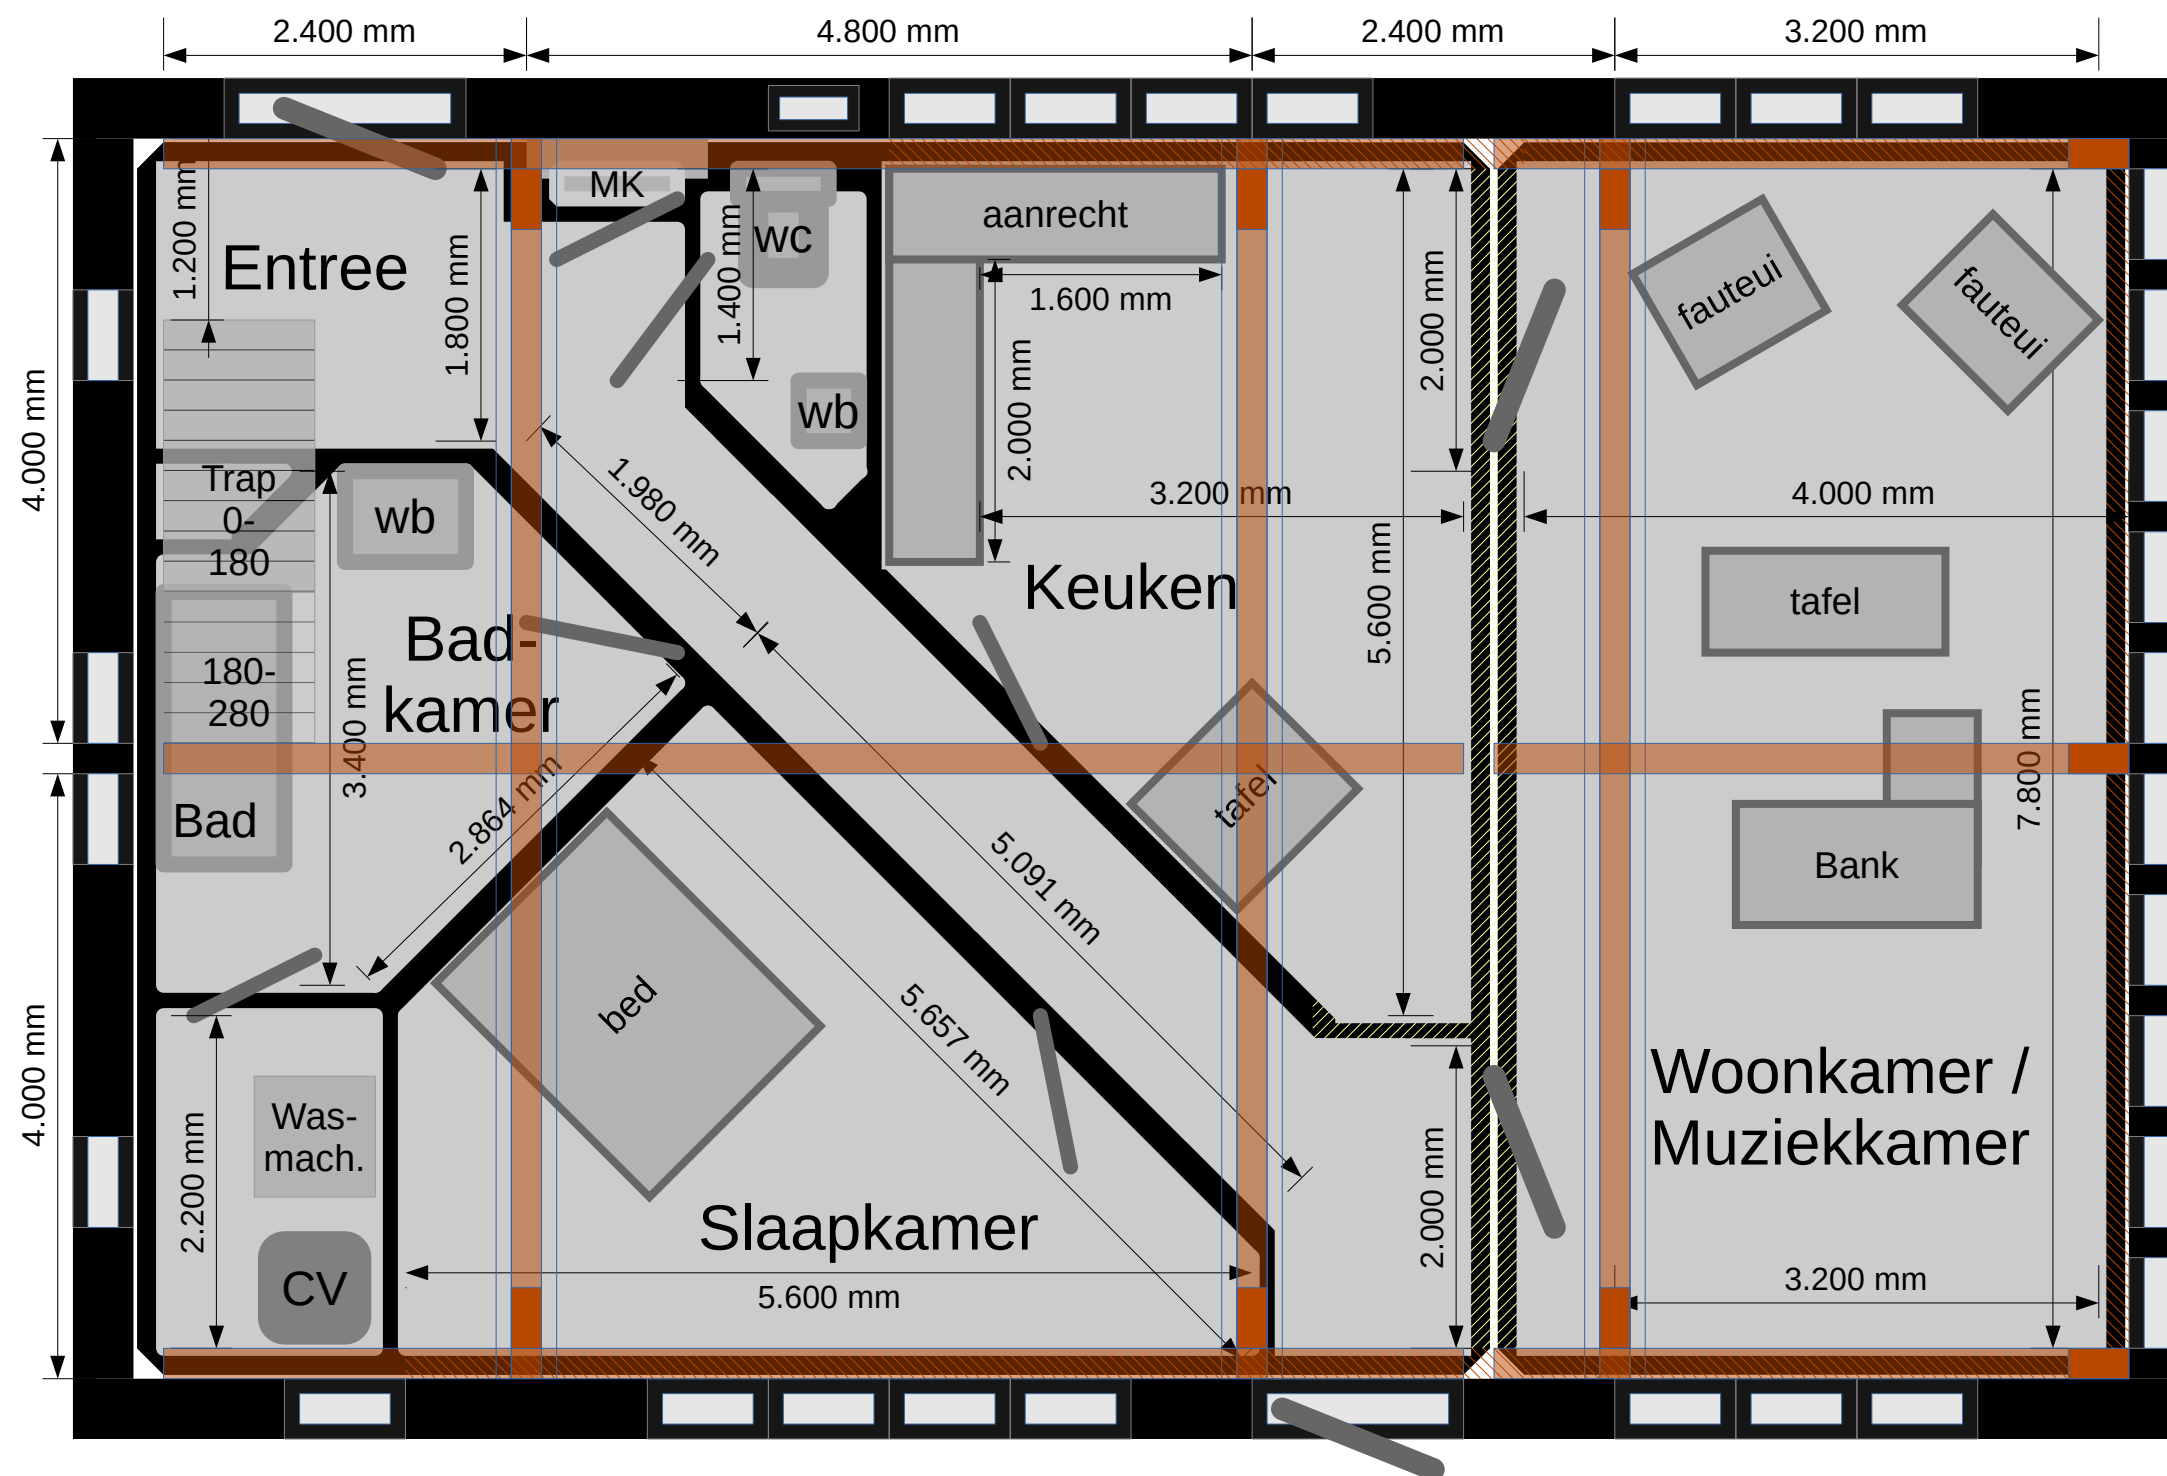 2.400 mm
4.800 mm
2.400 mm
3.200 mm
4.000 mm
4.000 mm
1.200 mm
Entree
1.800 mm
MK
wc
1.400 mm
wb
aanrecht
1.600 mm
2.000 mm
3.200 mm
2.000 mm
5.600 mm
Keuken
tafel
fauteui
fauteui
4.000 mm
tafel
7.800 mm
Bank
Woonkamer /
Muziekkamer
3.200 mm
Trap
0-
180
180-
280
wb
Bad-
kamer
3.400 mm
Bad
2.864 mm
1.980 mm
5.091 mm
5.657 mm
bed
Slaapkamer
5.600 mm
2.000 mm
2.200 mm
Was-
mach.
CV